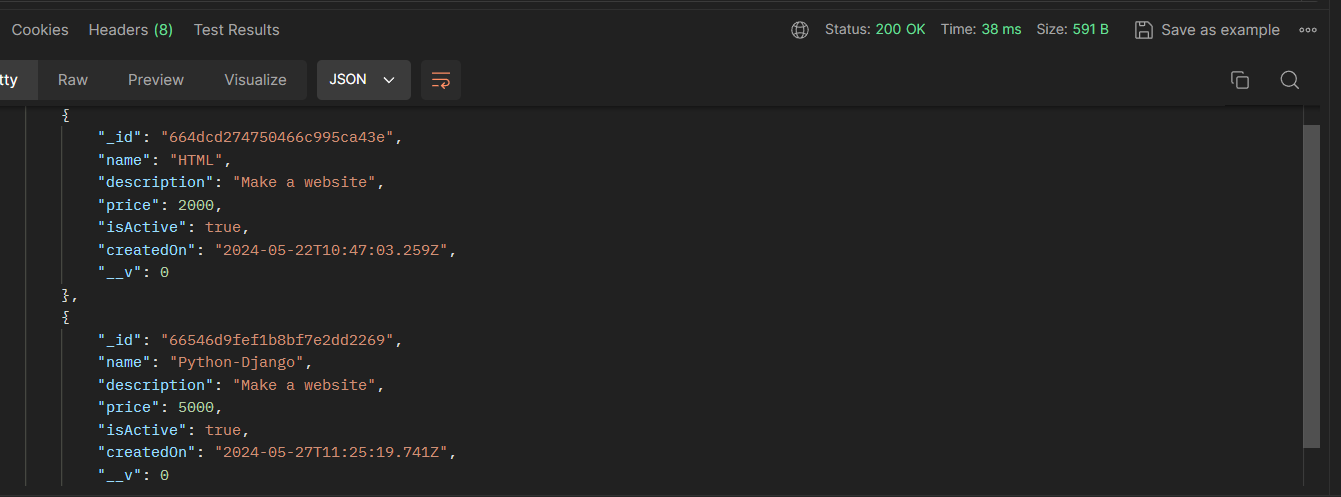 Cookies Headers (8) Test Results Status: 200 OK Time: 38 ms Size: 591 B Save as example
tty Raw Preview Visualize JSON
{
"_id": "664dcd274750466c995ca43e",
"name": "HTML",
"description": "Make a website",
"price": 2000,
"isActive": true,
"createdOn": "2024-05-22T10:47:03.259Z",
"__v": 0
},
{
"_id": "66546d9fef1b8bf7e2dd2269",
"name": "Python-Django",
"description": "Make a website",
"price": 5000,
"isActive": true,
"createdOn": "2024-05-27T11:25:19.741Z",
"__v": 0